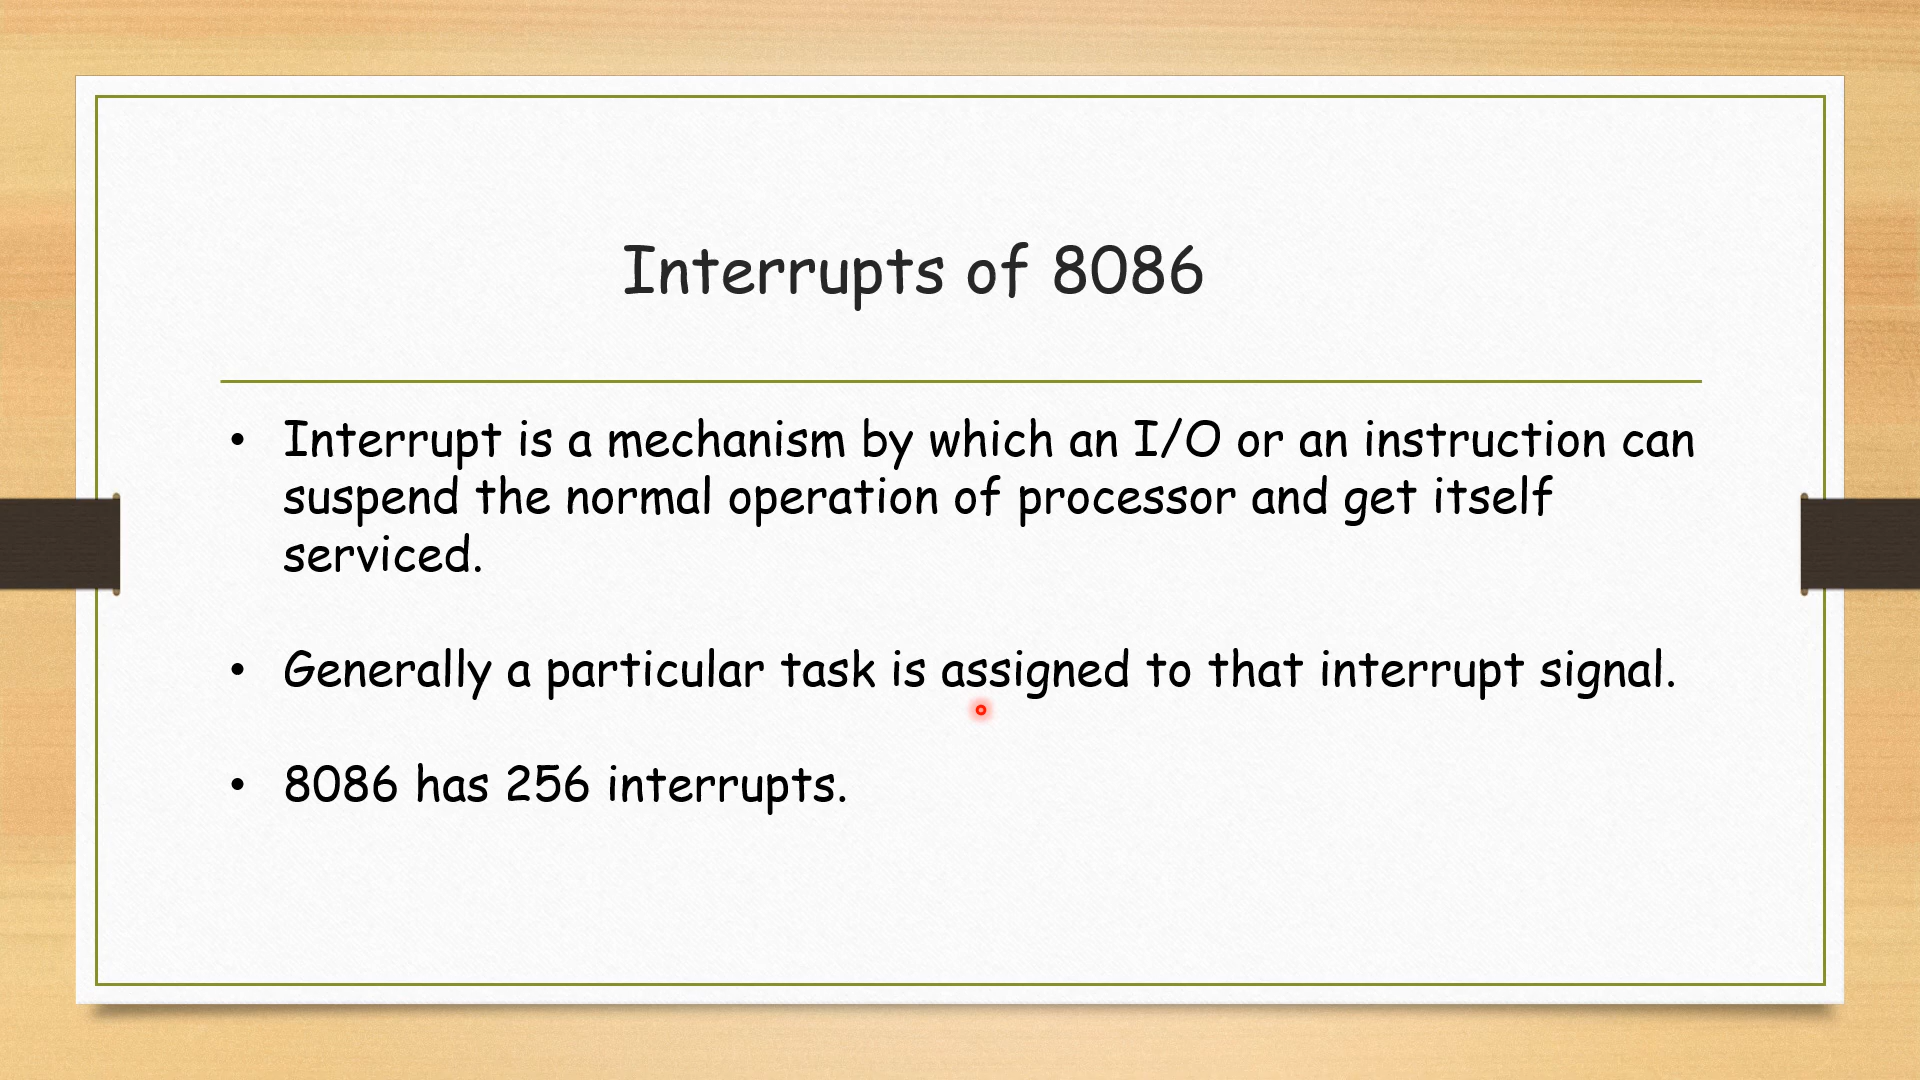 Interrupts of 8086
• Interrupt is a mechanism by which an I/O or an instruction can
suspend the normal operation of processor and get itself
serviced.
• Generally a particular task is assigned to that interrupt signal.
• 8086 has 256 interrupts.